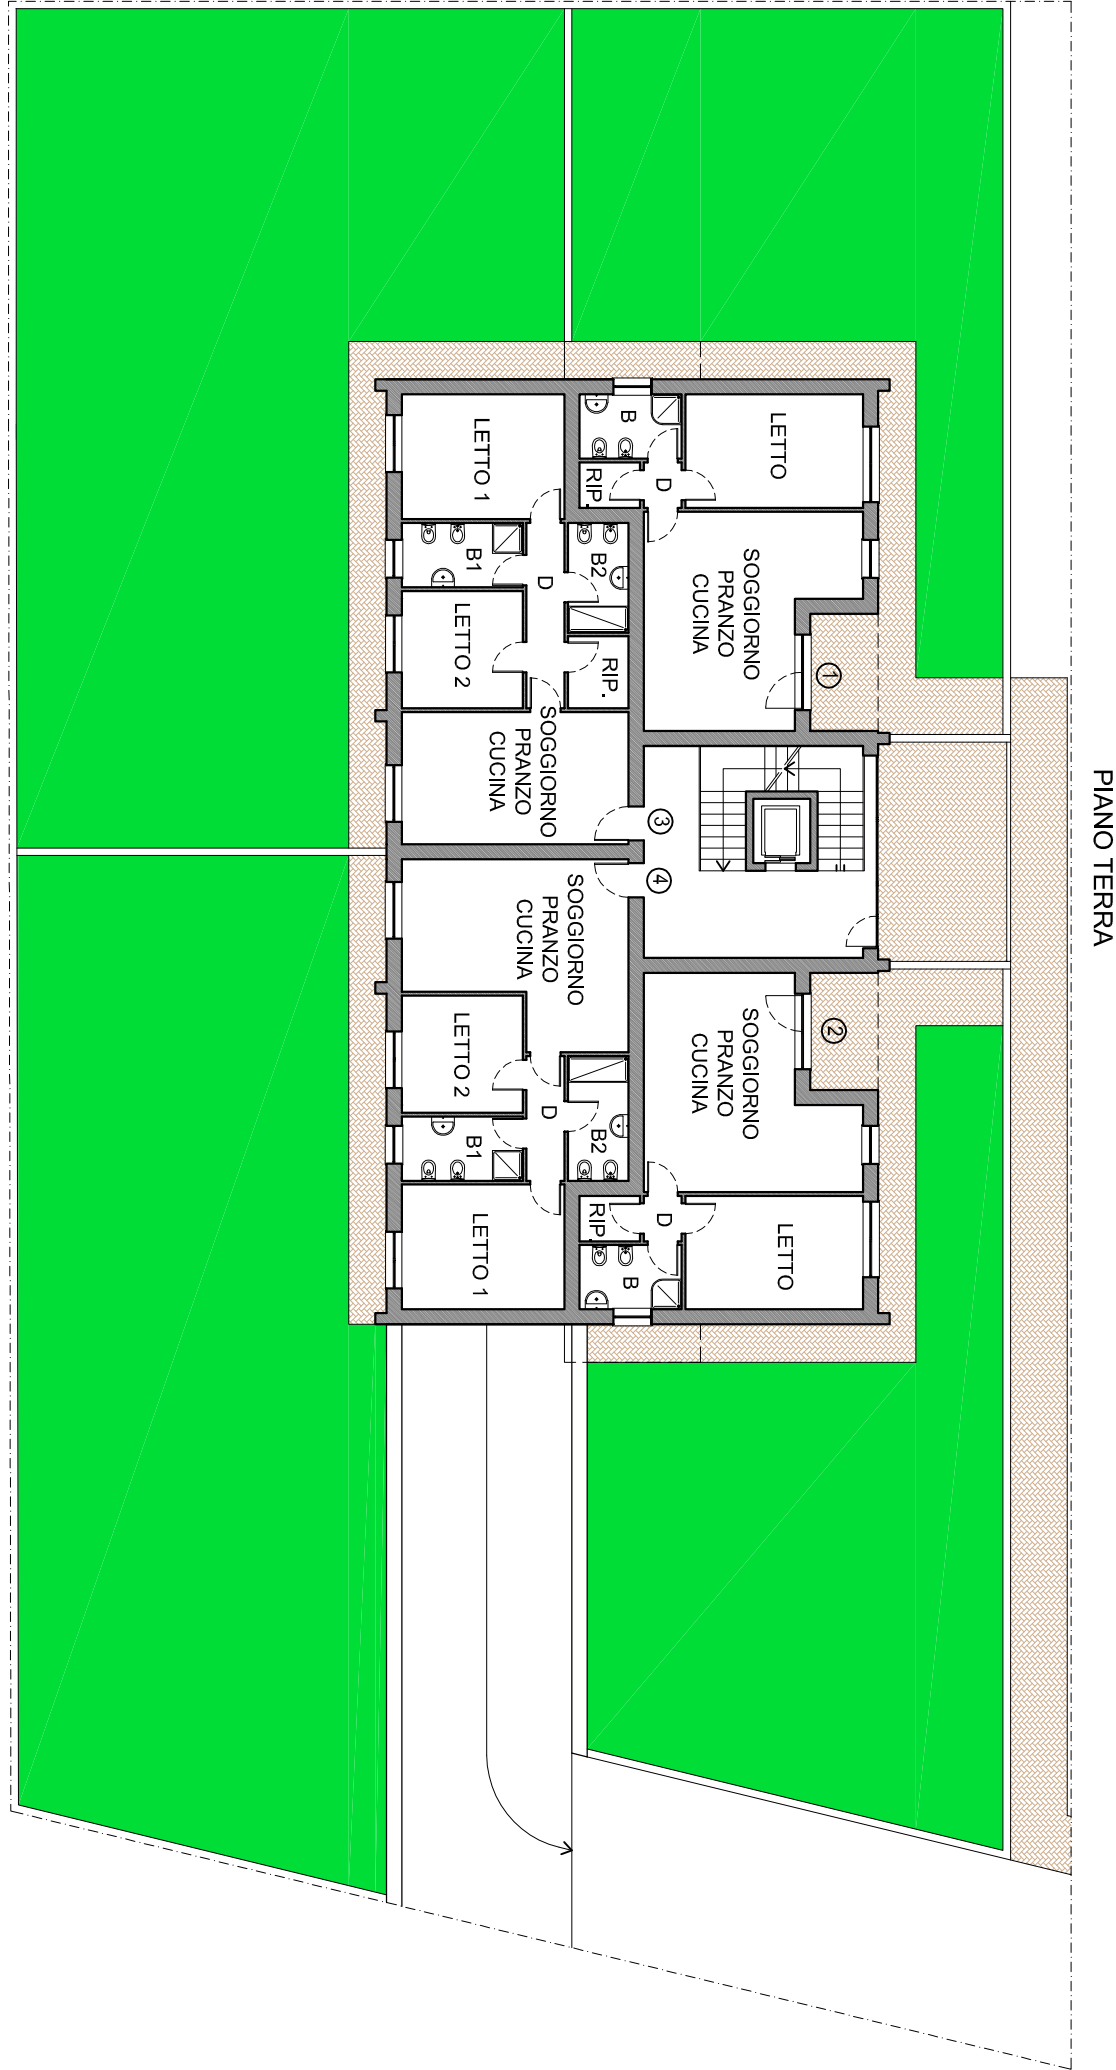 PIANO TERRA
1
2
LETTO
SOGGIORNO
PRANZO
CUCINA
SOGGIORNO
PRANZO
CUCINA
LETTO
B
D
RIP.
3
4
D
RIP.
B
LETTO 1
B2
D
B1
RIP.
LETTO 2
SOGGIORNO
PRANZO
CUCINA
SOGGIORNO
PRANZO
CUCINA
LETTO 2
B2
D
B1
LETTO 1